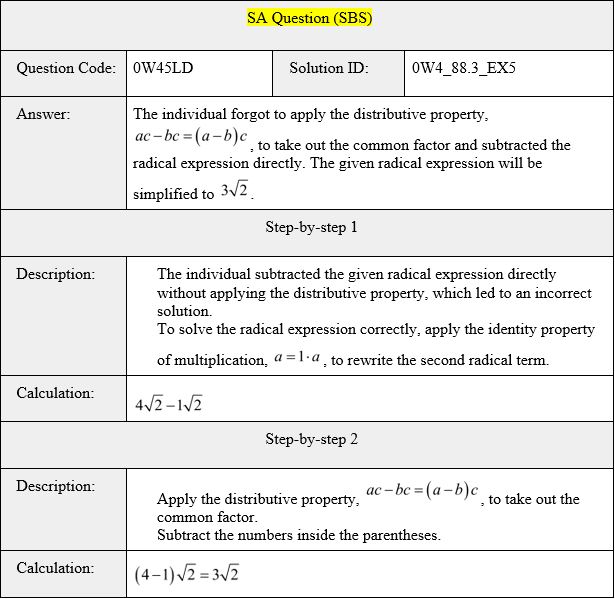 SA Question (SBS)
Question Code: 0W45LD Solution ID: 0W4_88.3_EX5
Answer: The individual forgot to apply the distributive property,
ac − bc = (a − b)c , to take out the common factor and subtracted the
radical expression directly. The given radical expression will be
simplified to 3√2 .
Step-by-step 1
Description: The individual subtracted the given radical expression directly
without applying the distributive property, which led to an incorrect
solution.
To solve the radical expression correctly, apply the identity property
of multiplication, a = 1·a , to rewrite the second radical term.
Calculation: 4√2 − 1√2
Step-by-step 2
Description: Apply the distributive property, ac − bc = (a − b)c , to take out the
common factor.
Subtract the numbers inside the parentheses.
Calculation: (4 − 1)√2 = 3√2